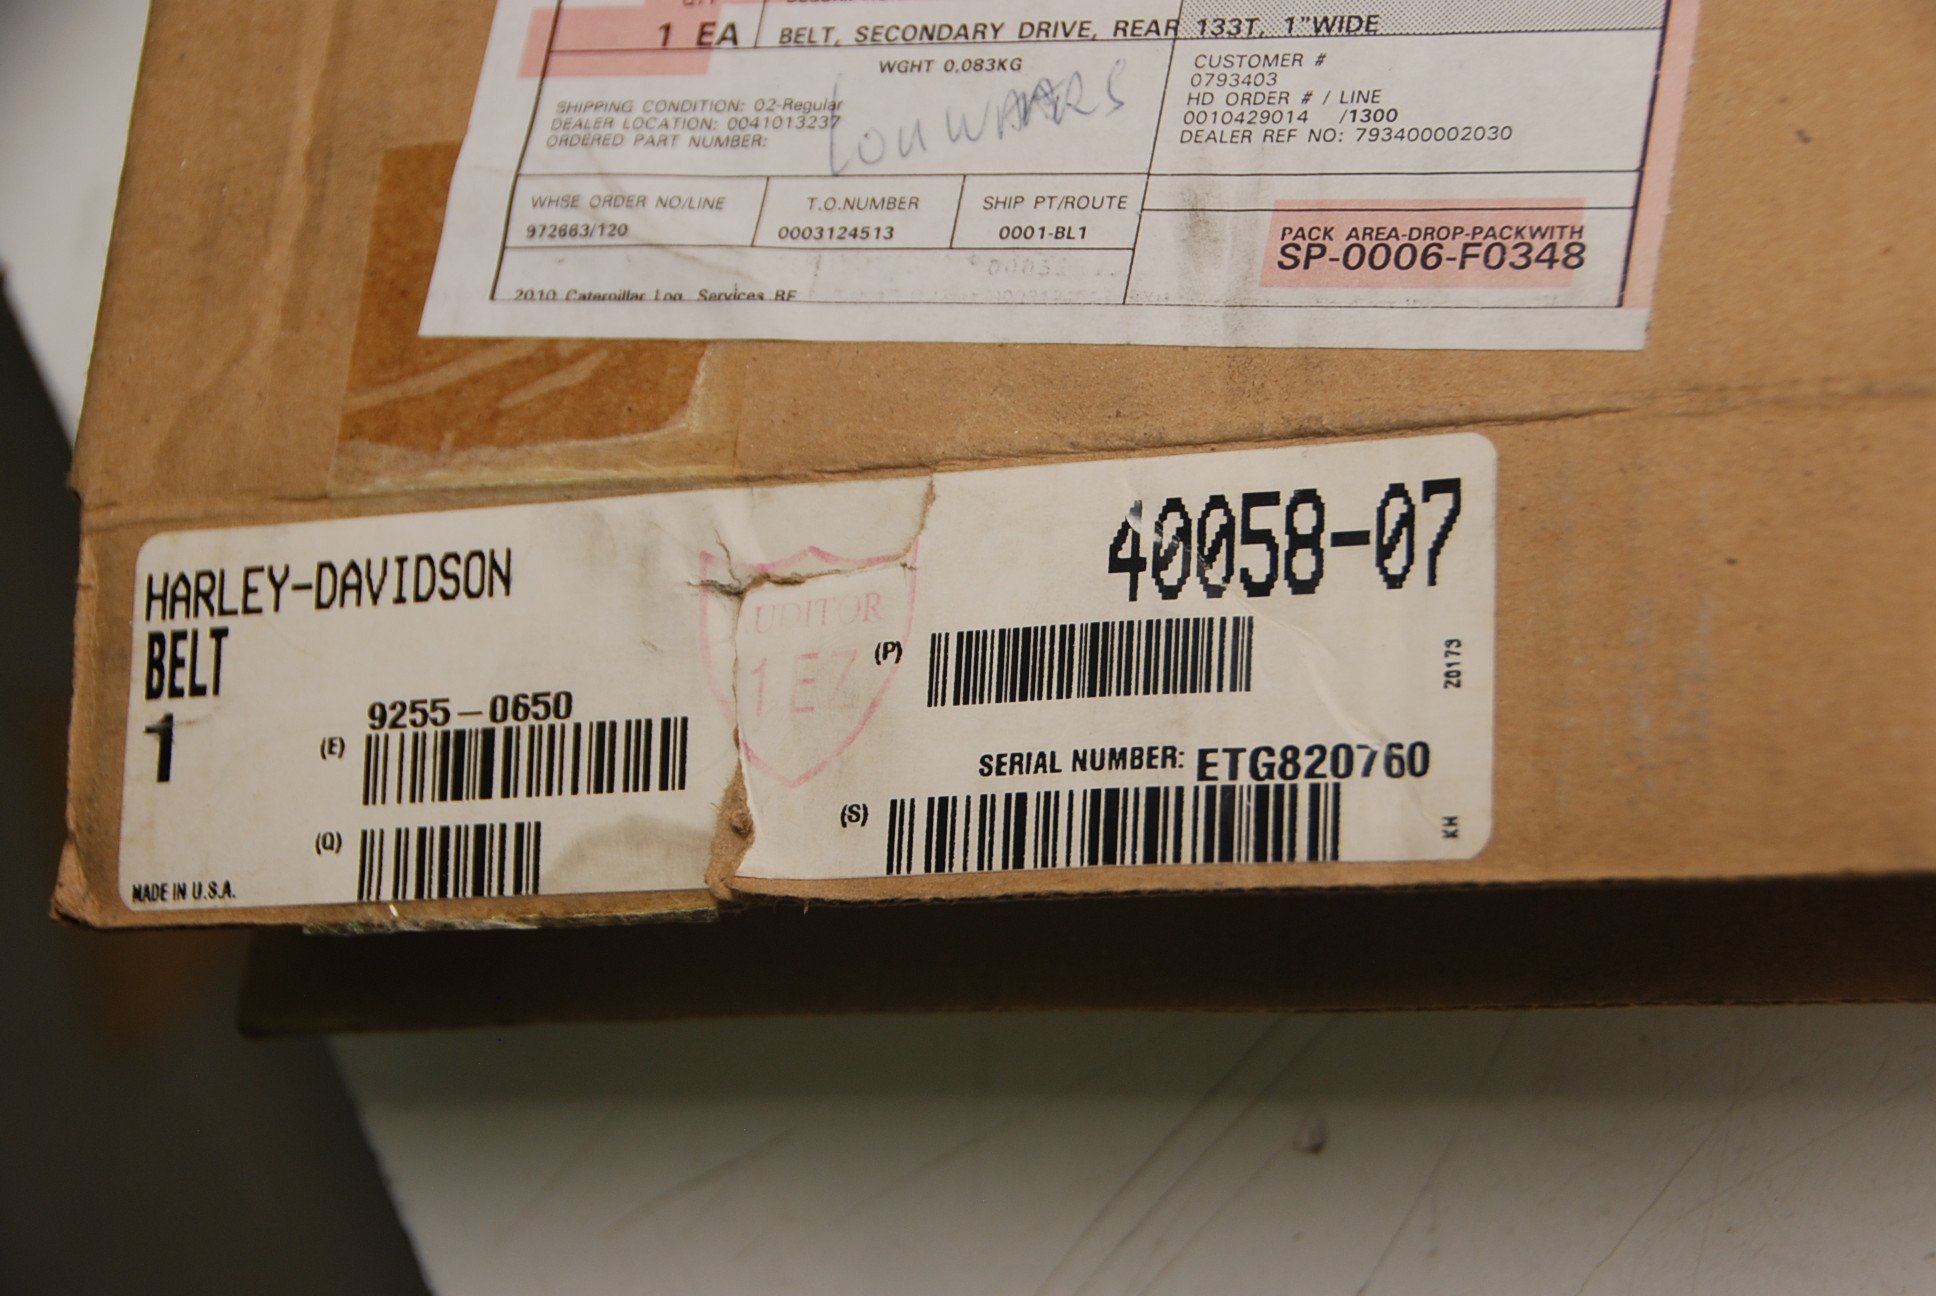 1 EA
BELT, SECONDARY DRIVE, REAR 133T, 1"WIDE
WGHT 0.083KG
SHIPPING CONDITION: 02-Regular
DEALER LOCATION: 0041013237
ORDERED PART NUMBER:
CUSTOMER #
0793403
HD ORDER # / LINE
0010429014 /1300
DEALER REF NO: 793400002030
WHSE ORDER NO/LINE
972663/120
T.O.NUMBER
0003124513
SHIP PT/ROUTE
0001-BL1
PACK AREA-DROP-PACKWITH
SP-0006-F0348
2010 Caterpillar Log. Services RF
HARLEY-DAVIDSON
BELT
1
(E) 9255-0650
(Q)
MADE IN U.S.A.
AUDITOR
1EZ
40058-07
(P)
SERIAL NUMBER: ETG820760
(S)
Z0173
KH